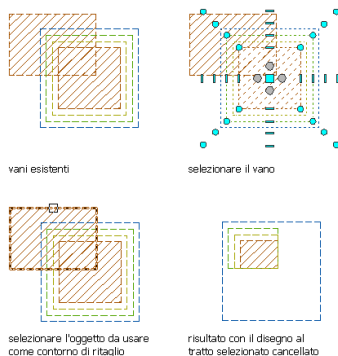 vani esistenti
selezionare il vano
selezionare l'oggetto da usare
come contorno di ritaglio
risultato con il disegno al
tratto selezionato cancellato